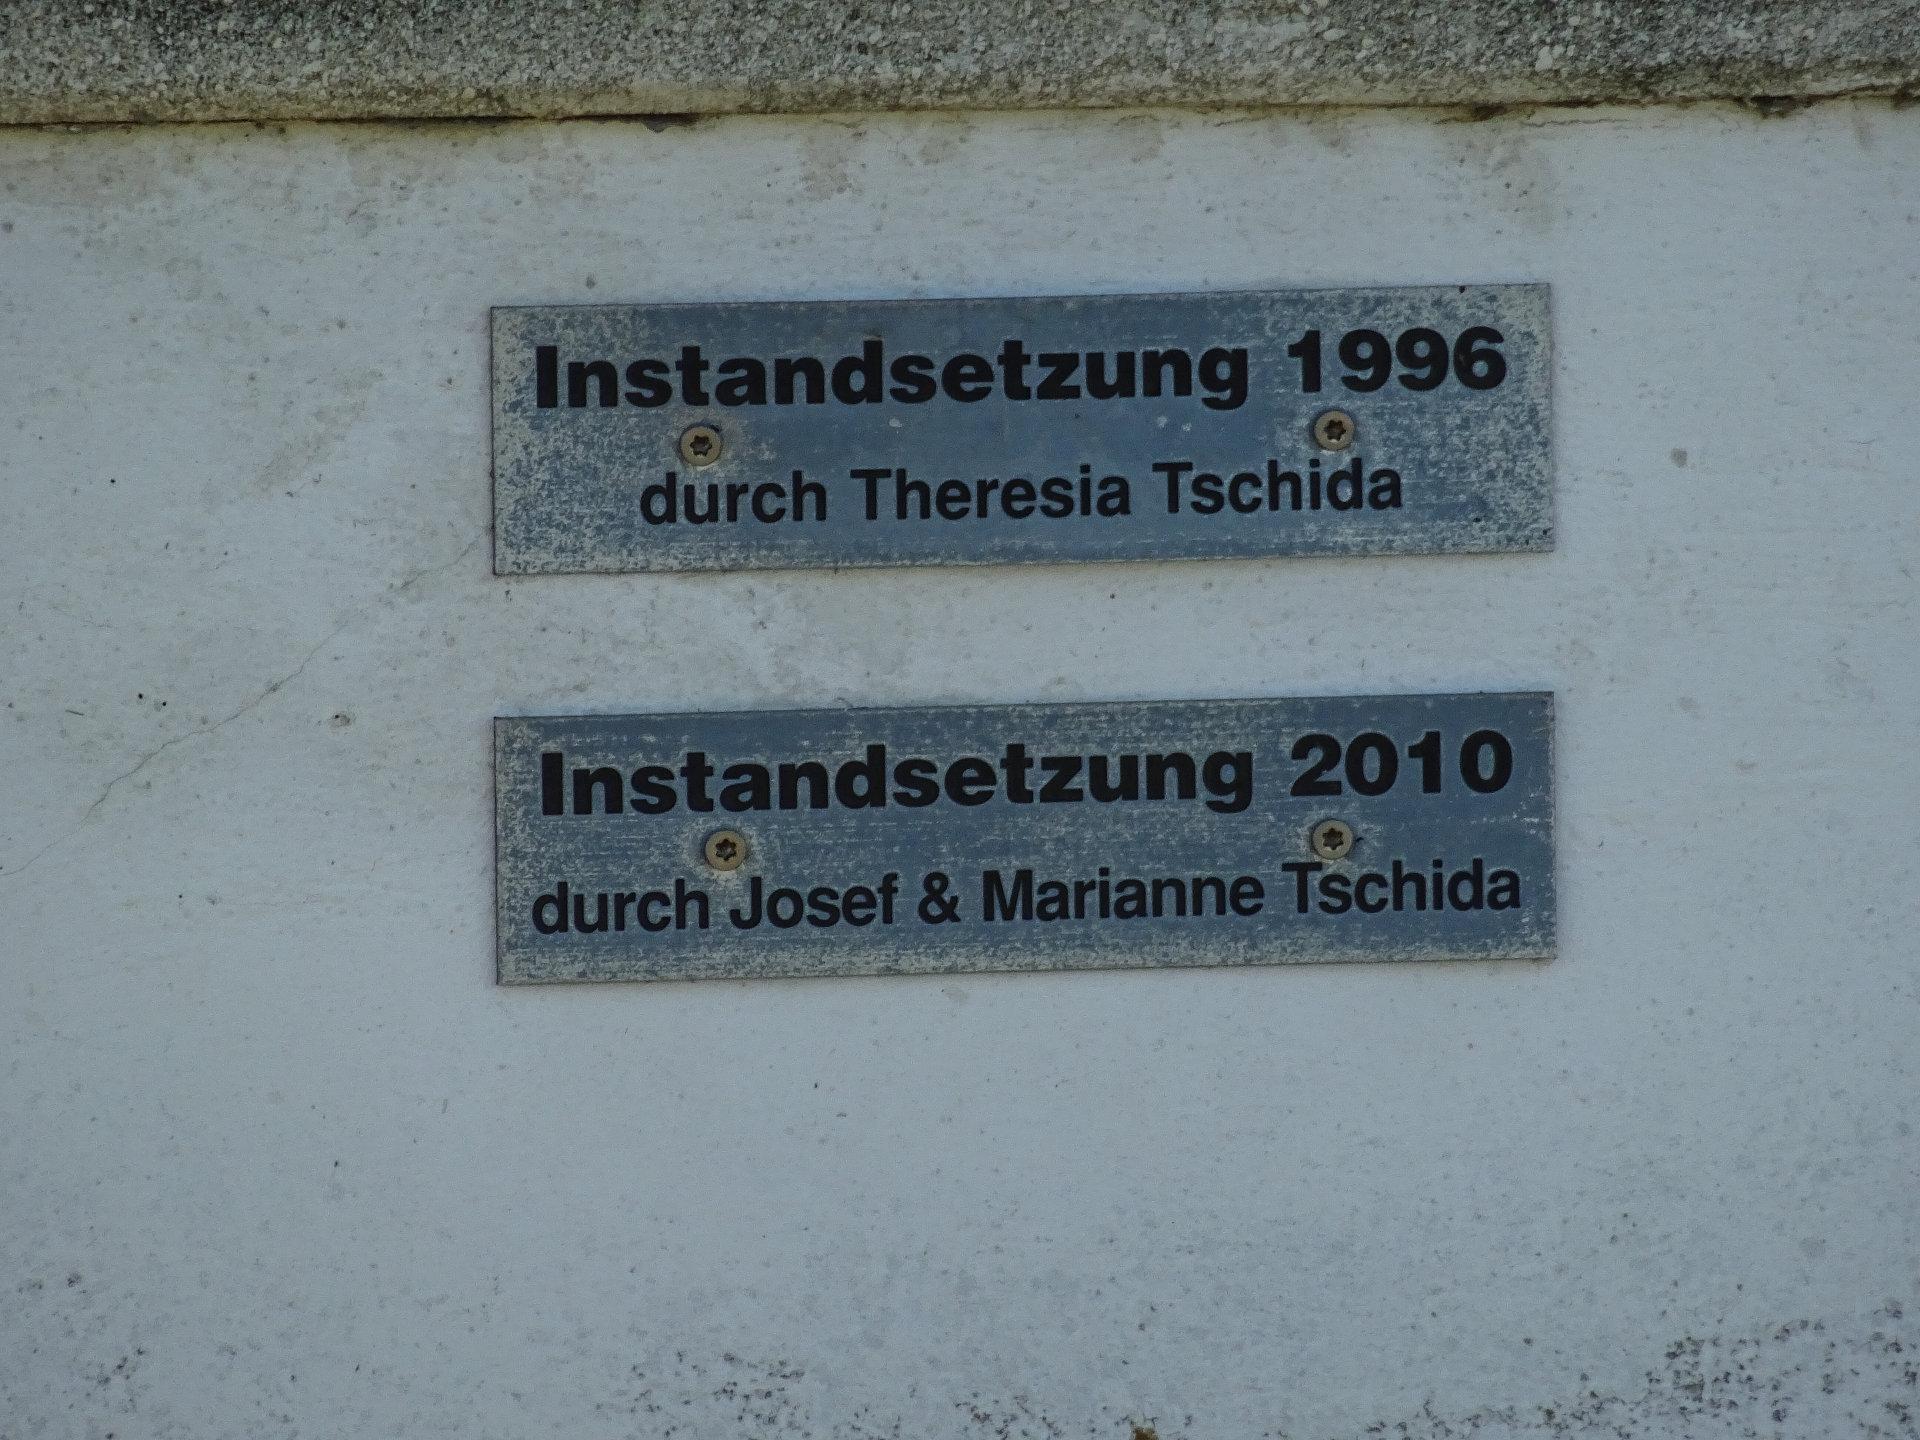 Instandsetzung 1996
durch Theresia Tschida
Instandsetzung 2010
durch Josef & Marianne Tschida